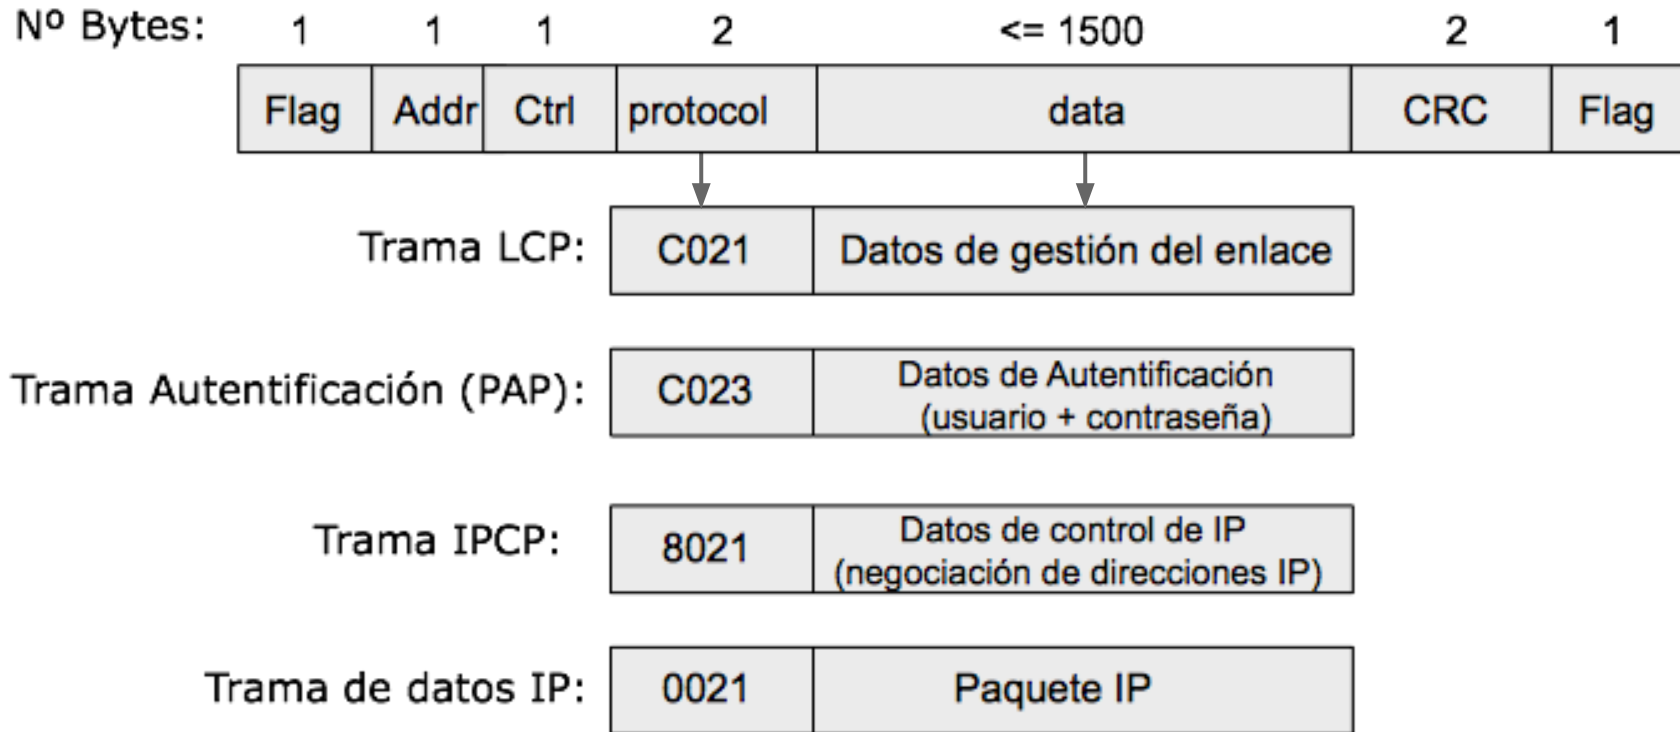 Nº Bytes: 1 1 1 2 <= 1500 2 1
Flag Addr Ctrl protocol data CRC Flag
Trama LCP: C021 Datos de gestión del enlace
Trama Autentificación (PAP): C023 Datos de Autentificación
(usuario + contraseña)
Trama IPCP: 8021 Datos de control de IP
(negociación de direcciones IP)
Trama de datos IP: 0021 Paquete IP